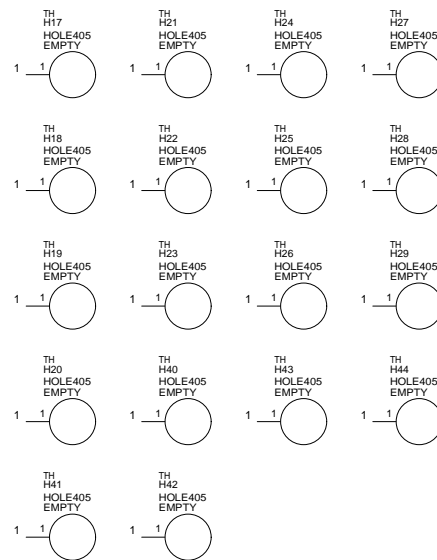 TH
H17
HOLE405
EMPTY
1 1
TH
H21
HOLE405
EMPTY
1 1
TH
H24
HOLE405
EMPTY
1 1
TH
H27
HOLE405
EMPTY
1 1
TH
H18
HOLE405
EMPTY
1 1
TH
H22
HOLE405
EMPTY
1 1
TH
H25
HOLE405
EMPTY
1 1
TH
H28
HOLE405
EMPTY
1 1
TH
H19
HOLE405
EMPTY
1 1
TH
H23
HOLE405
EMPTY
1 1
TH
H26
HOLE405
EMPTY
1 1
TH
H29
HOLE405
EMPTY
1 1
TH
H20
HOLE405
EMPTY
1 1
TH
H40
HOLE405
EMPTY
1 1
TH
H43
HOLE405
EMPTY
1 1
TH
H44
HOLE405
EMPTY
1 1
TH
H41
HOLE405
EMPTY
1 1
TH
H42
HOLE405
EMPTY
1 1